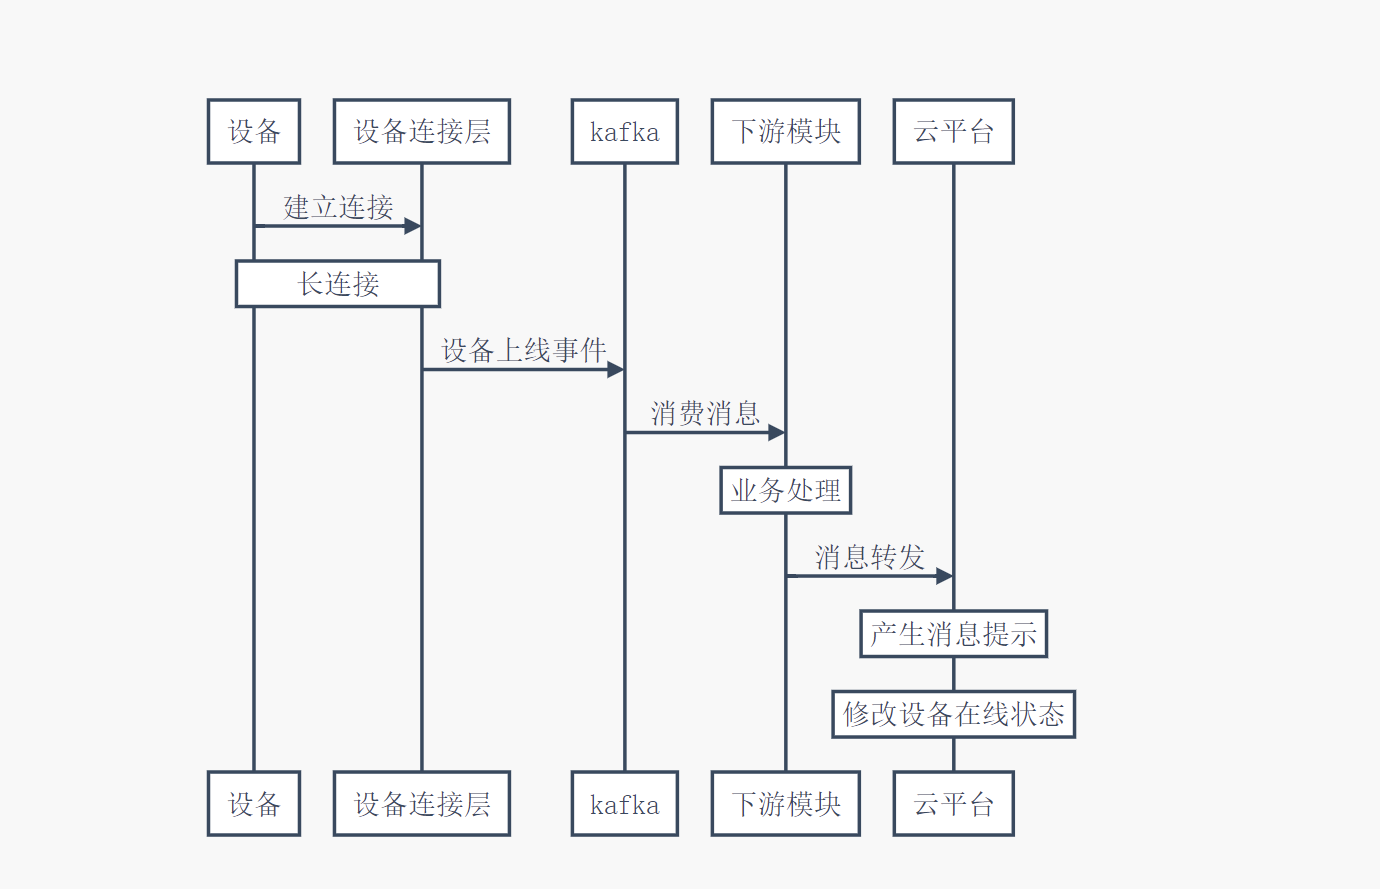 设备
设备连接层
kafka
下游模块
云平台
建立连接
长连接
设备上线事件
消费消息
业务处理
消息转发
产生消息提示
修改设备在线状态
设备
设备连接层
kafka
下游模块
云平台